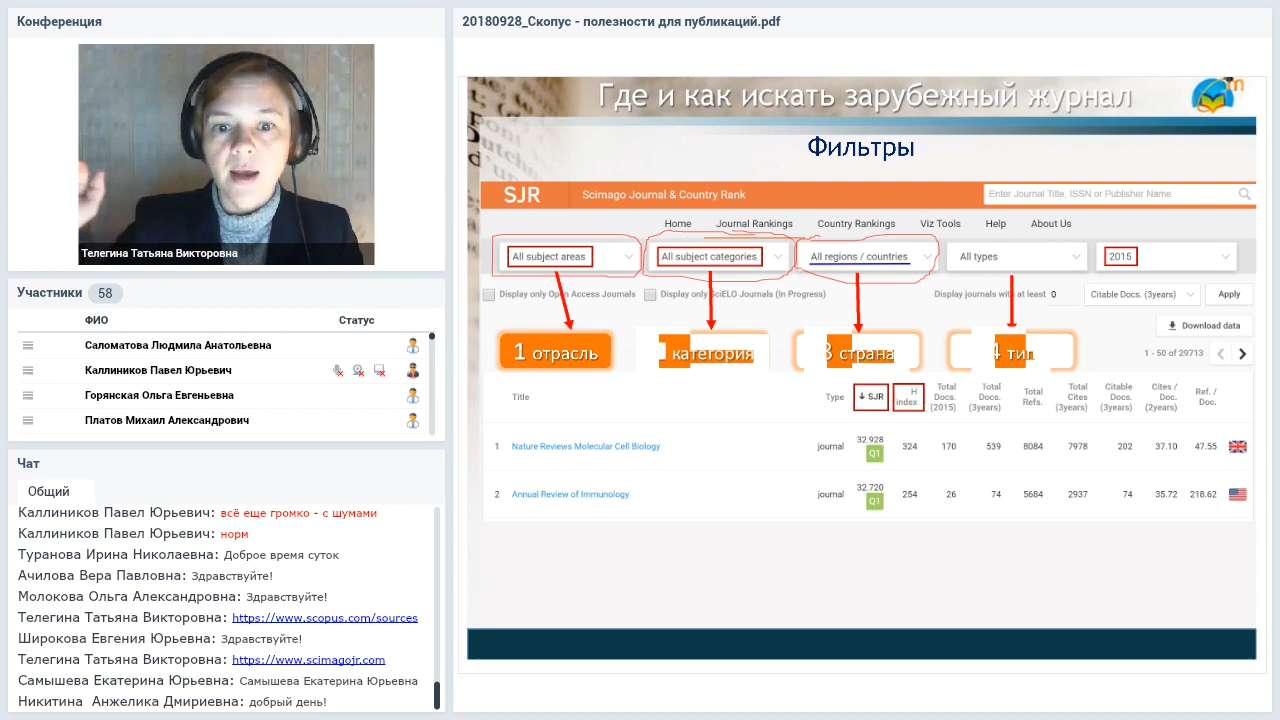 Конференция
Телегина Татьяна Викторовна
Участники 58
ФИО Статус
Саломатова Людмила Анатольевна
Каллиников Павел Юрьевич
Горянская Ольга Евгеньевна
Платов Михаил Александрович
Чат
Общий
Каллиников Павел Юрьевич: всё еще громко - с шумами
Каллиников Павел Юрьевич: норм
Туранова Ирина Николаевна: Доброе время суток
Ачилова Вера Павловна: Здравствуйте!
Молокова Ольга Александровна: Здравствуйте!
Телегина Татьяна Викторовна: https://www.scopus.com/sources
Широкова Евгения Юрьевна: Здравствуйте!
Телегина Татьяна Викторовна: https://www.scimagojr.com
Самышева Екатерина Юрьевна: Самышева Екатерина Юрьевна
Никитина Анжелика Дмириевна: добрый день!
20180928_Скопус - полезности для публикаций.pdf
Где и как искать зарубежный журнал
Фильтры
SJR Scimago Journal & Country Rank Enter Journal Title, ISSN or Publisher Name
Home Journal Rankings Country Rankings Viz Tools Help About Us
All subject areas All subject categories All regions / countries All types 2015
Display only Open Access Journals Display only SciELO Journals (In Progress) Display journals with at least 0 Citable Docs. (3years) Apply
Download data
1 отрасль категория 3 страна 4 тип
1 - 50 of 29713
Title Type SJR H index Total Docs. (2015) Total Docs. (3years) Total Refs. Total Cites (3years) Citable Docs. (3years) Cites / Doc. (2years) Ref. / Doc.
1 Nature Reviews Molecular Cell Biology journal 32.928 Q1 324 170 539 8084 7978 202 37.10 47.55
2 Annual Review of Immunology journal 32.720 Q1 254 26 74 5684 2937 74 35.72 218.62